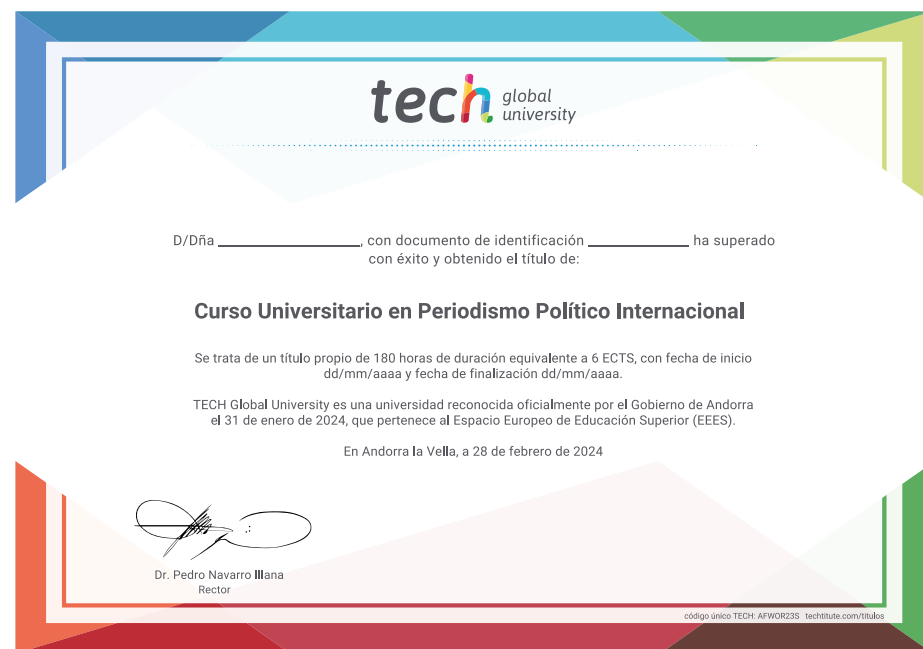 tech global
university
D/Dña ______________, con documento de identificación __________ ha superado
con éxito y obtenido el título de:
Curso Universitario en Periodismo Político Internacional
Se trata de un título propio de 180 horas de duración equivalente a 6 ECTS, con fecha de inicio
dd/mm/aaaa y fecha de finalización dd/mm/aaaa.
TECH Global University es una universidad reconocida oficialmente por el Gobierno de Andorra
el 31 de enero de 2024, que pertenece al Espacio Europeo de Educación Superior (EEES).
En Andorra la Vella, a 28 de febrero de 2024
Dr. Pedro Navarro Illana
Rector
código único TECH: AFWOR23S techtitute.com/titulos